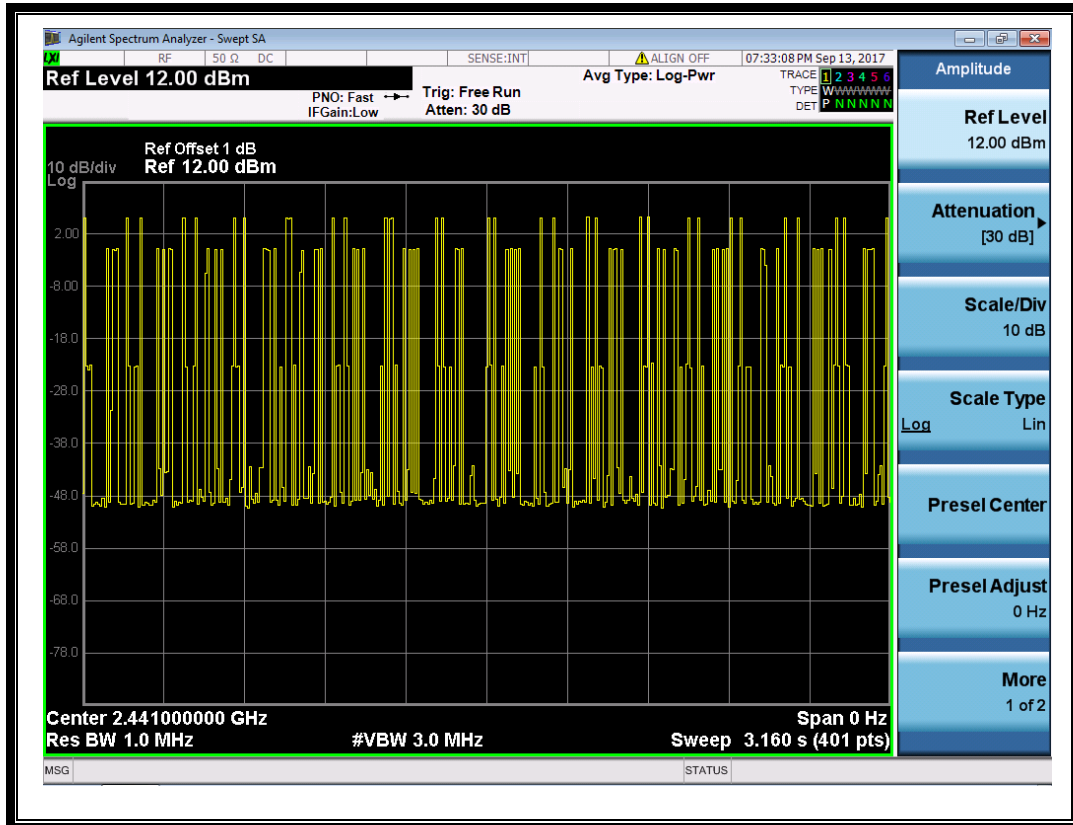 Agilent Spectrum Analyzer - Swept SA
LXI RF 50 Ω DC SENSE:INT ALIGN OFF 07:33:08 PM Sep 13, 2017
Ref Level 12.00 dBm
Avg Type: Log-Pwr
TRACE 1 2 3 4 5 6
PNO: Fast
Trig: Free Run
TYPE WWWWWW
IFGain:Low
Atten: 30 dB
DET P N N N N N
Ref Offset 1 dB
10 dB/div Ref 12.00 dBm
Log
2.00
-8.00
-18.0
-28.0
-38.0
-48.0
-58.0
-68.0
-78.0
Center 2.441000000 GHz
Span 0 Hz
Res BW 1.0 MHz
#VBW 3.0 MHz
Sweep 3.160 s (401 pts)
MSG
STATUS
Amplitude
Ref Level
12.00 dBm
Attenuation
[30 dB]
Scale/Div
10 dB
Scale Type
Log Lin
Presel Center
Presel Adjust
0 Hz
More
1 of 2